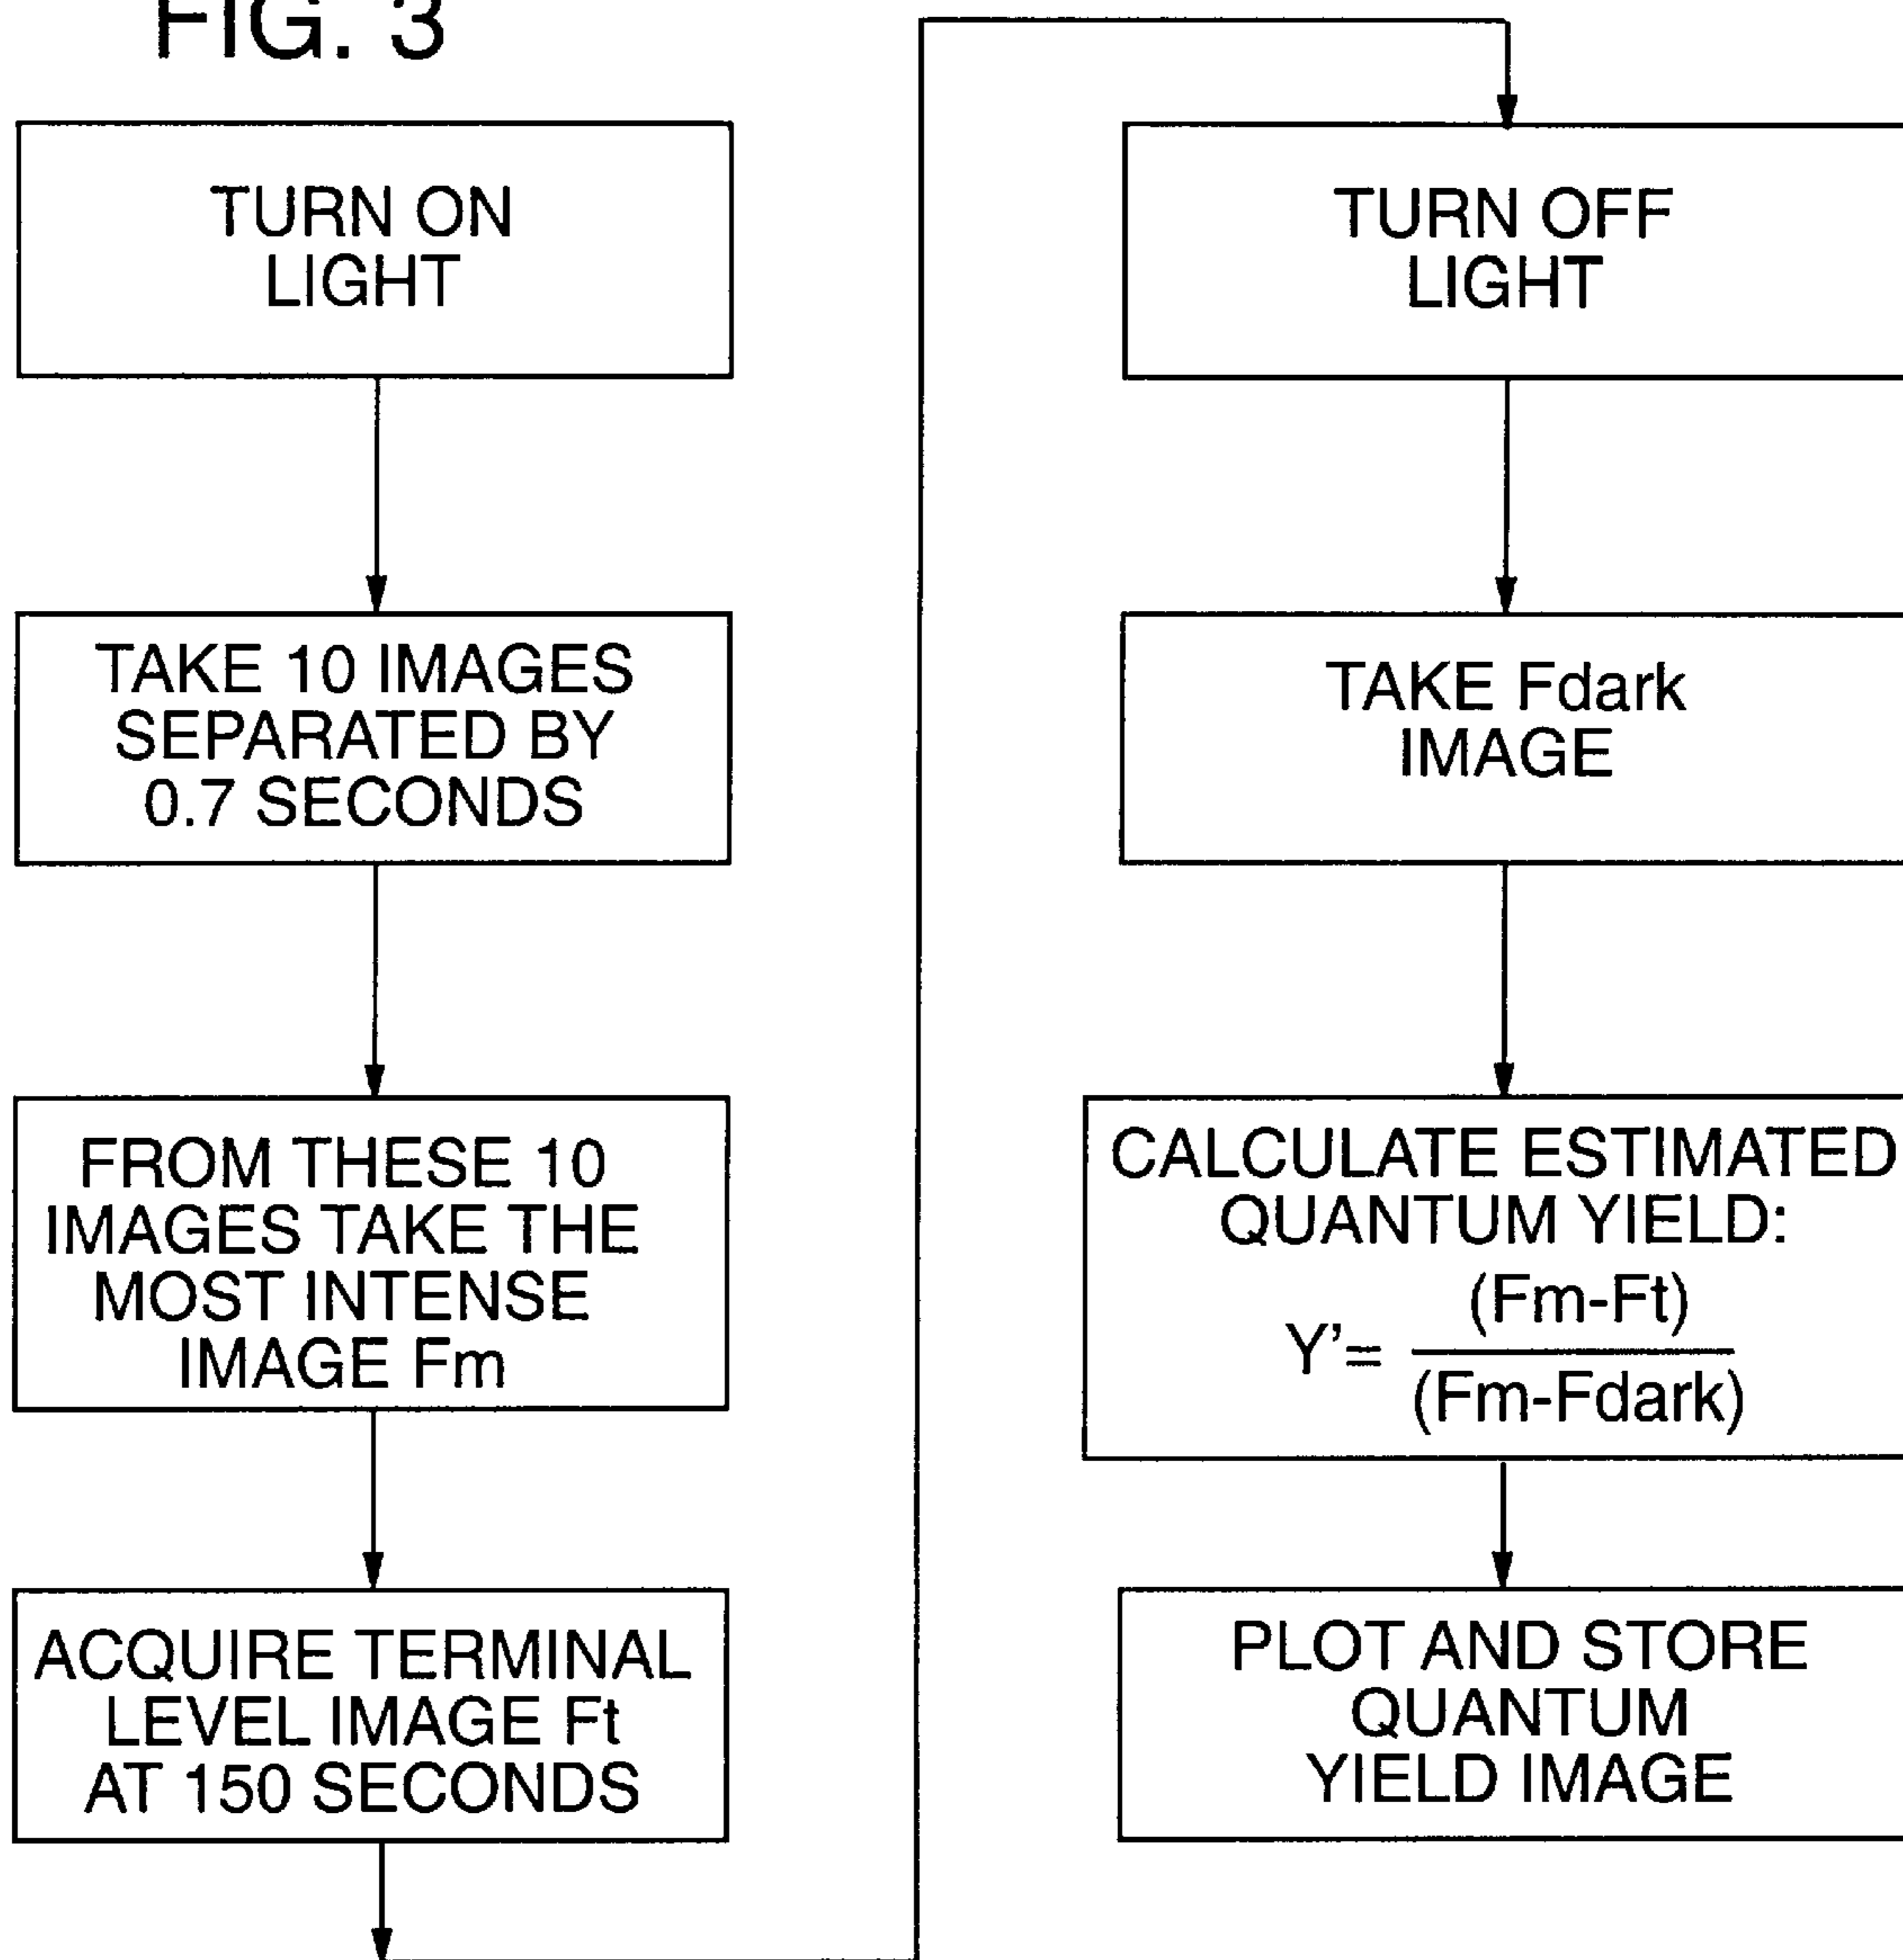 FIG. 3
TURN ON
LIGHT
TAKE 10 IMAGES
SEPARATED BY
0.7 SECONDS
FROM THESE 10
IMAGES TAKE THE
MOST INTENSE
IMAGE Fm
ACQUIRE TERMINAL
LEVEL IMAGE Ft
AT 150 SECONDS
TURN OFF
LIGHT
TAKE Fdark
IMAGE
CALCULATE ESTIMATED
QUANTUM YIELD:
(Fm-Ft)
Y'=
(Fm-Fdark)
PLOT AND STORE
QUANTUM
YIELD IMAGE